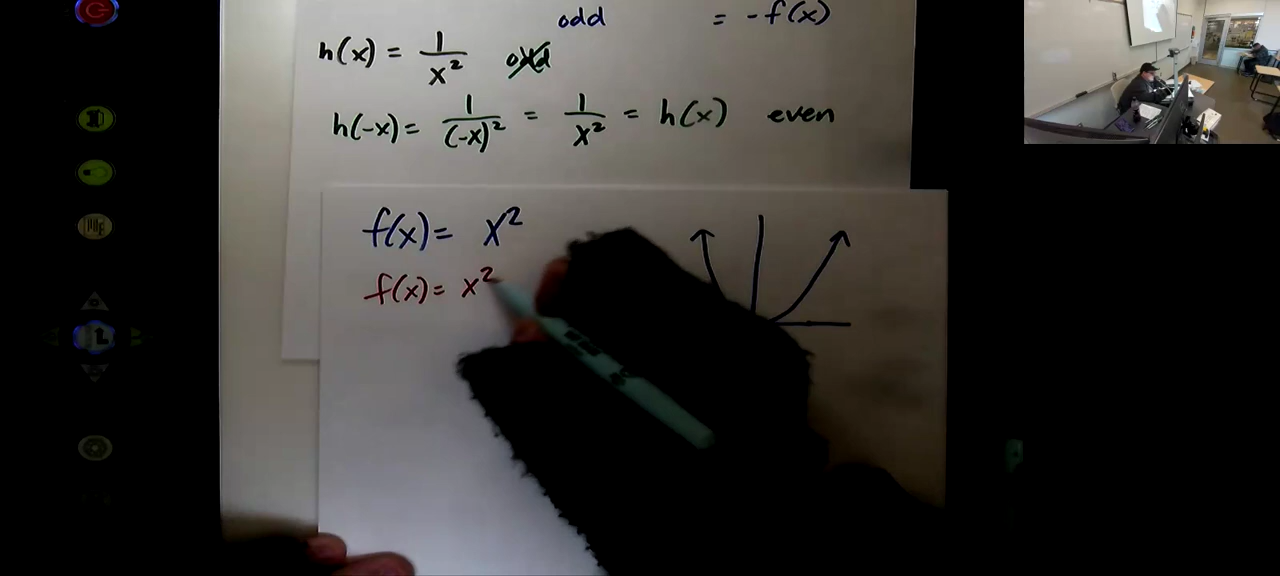 odd = -f(x)
h(x) = 1/x² odd
h(-x) = 1/(-x)² = 1/x² = h(x) even
f(x) = x²
f(x) = x²